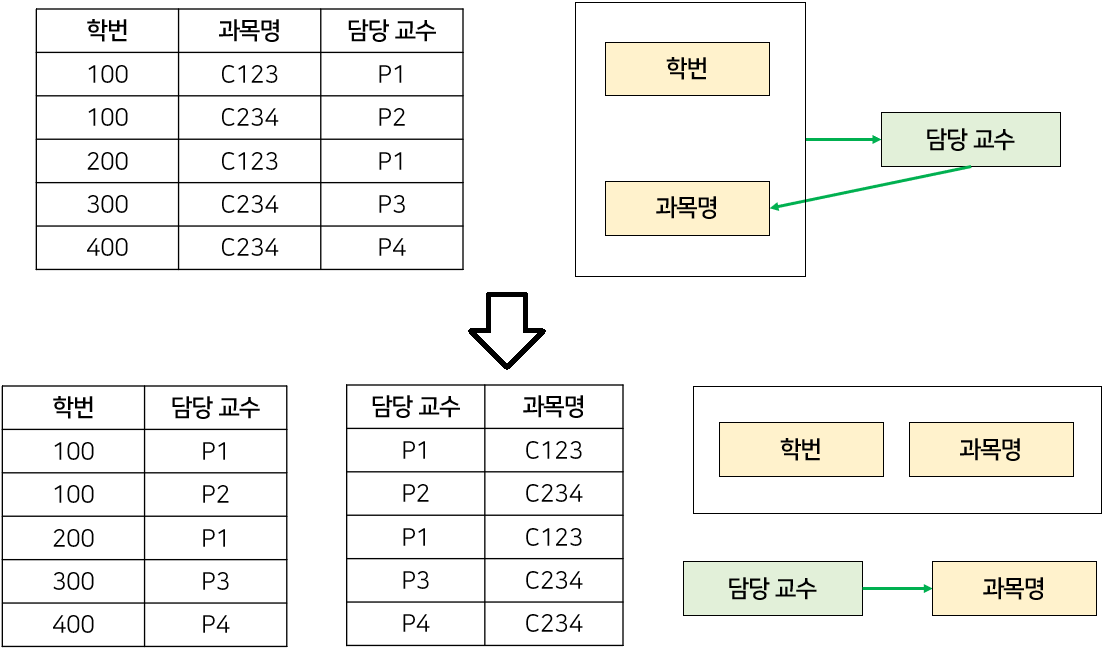 학번 과목명 담당 교수
100 C123 P1
100 C234 P2
200 C123 P1
300 C234 P3
400 C234 P4
학번
담당 교수
과목명
학번 담당 교수
100 P1
100 P2
200 P1
300 P3
400 P4
담당 교수 과목명
P1 C123
P2 C234
P1 C123
P3 C234
P4 C234
학번 과목명
담당 교수 과목명